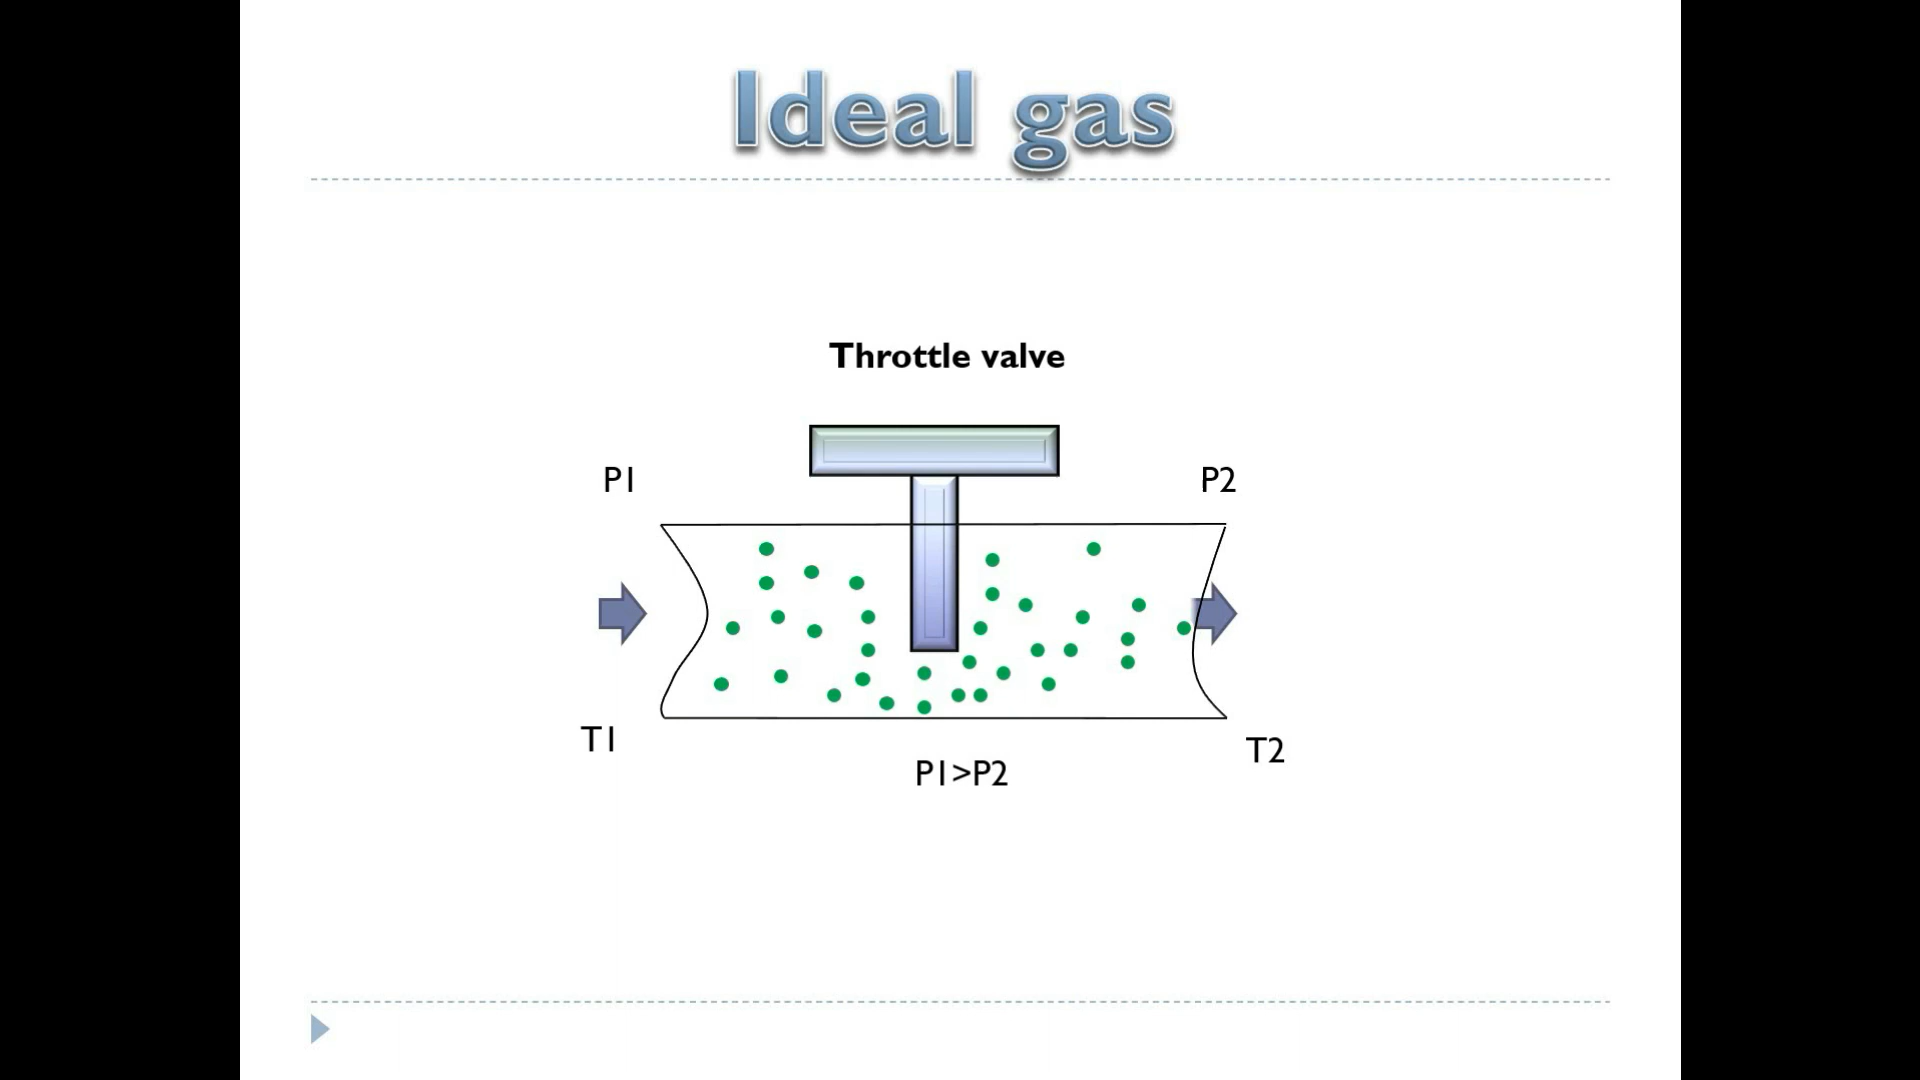 Ideal gas
Throttle valve
P1
P2
T1
T2
P1>P2